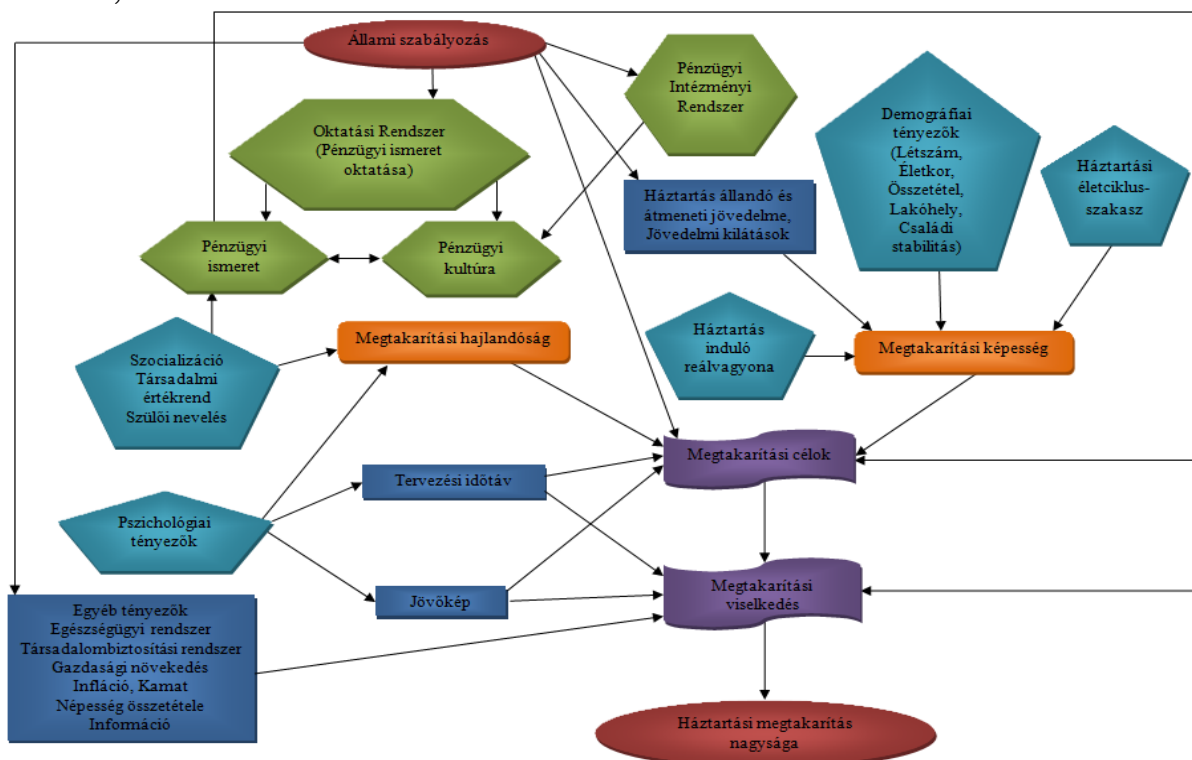 Állami szabályozás
Pénzügyi
Intézményi
Rendszer
Oktatási Rendszer
(Pénzügyi ismeret
oktatása)
Demográfiai
tényezők
(Létszám,
Életkor,
Összetétel,
Lakóhely,
Családi
stabilitás)
Háztartási
életciklus-
szakasz
Háztartás állandó és
átmeneti jövedelme,
Jövedelmi kilátások
Pénzügyi
ismeret
Pénzügyi
kultúra
Megtakarítási hajlandóság
Háztartás
induló
reálvagyona
Megtakarítási képesség
Szocializáció
Társadalmi
értékrend
Szülői nevelés
Megtakarítási célok
Tervezési időtáv
Pszichológiai
tényezők
Jövőkép
Megtakarítási
viselkedés
Egyéb tényezők
Egészségügyi rendszer
Társadalombiztosítási rendszer
Gazdasági növekedés
Infláció, Kamat
Népesség összetétele
Információ
Háztartási megtakarítás
nagysága